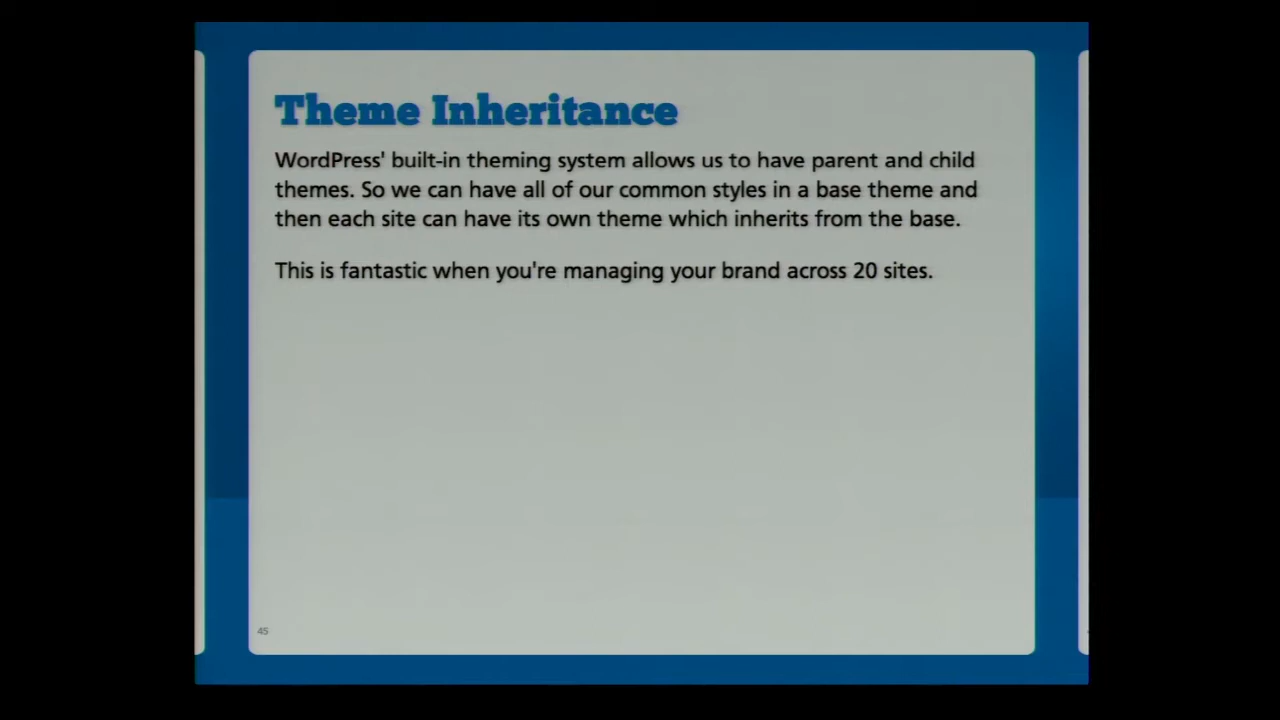 Theme Inheritance
WordPress' built-in theming system allows us to have parent and child
themes. So we can have all of our common styles in a base theme and
then each site can have its own theme which inherits from the base.
This is fantastic when you're managing your brand across 20 sites.
45